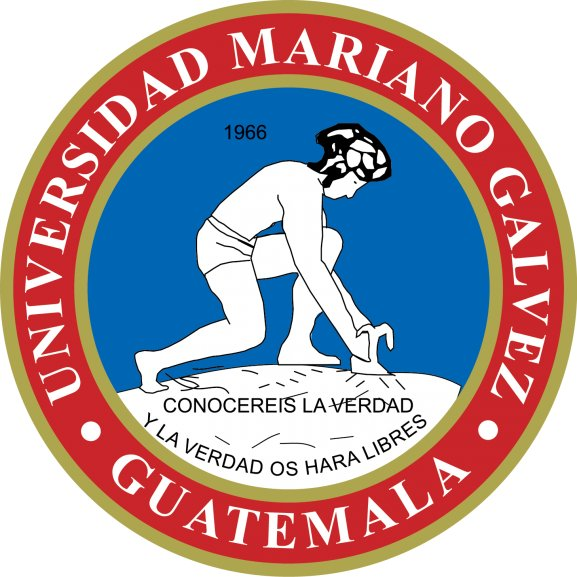 UNIVERSIDAD MARIANO GALVEZ
1966
CONOCEREIS LA VERDAD
Y LA VERDAD OS HARA LIBRES
• GUATEMALA •